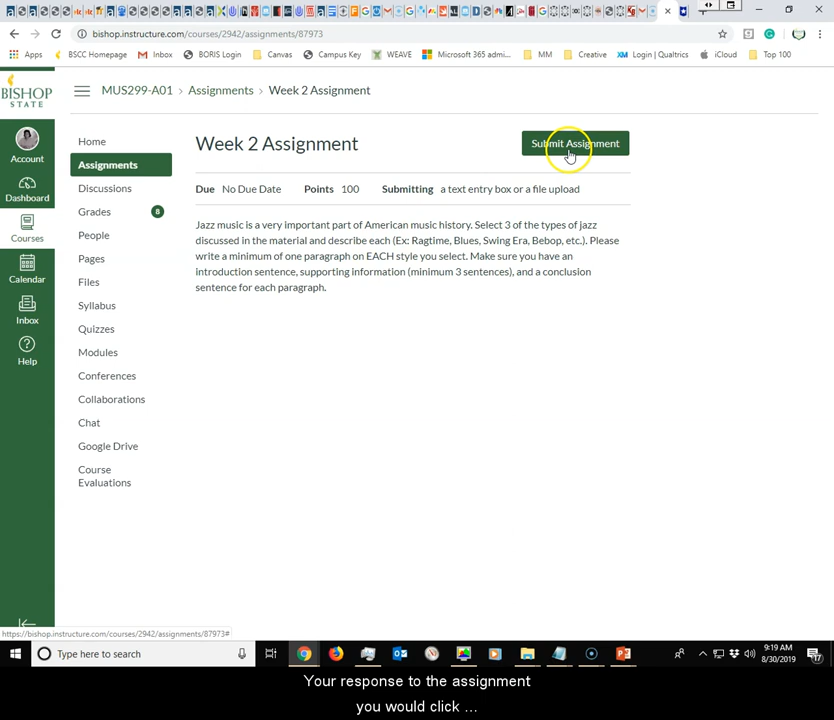 bishop.instructure.com/courses/2942/assignments/87973
Apps
BSCC Homepage
Inbox
BORIS Login
Canvas
Campus Key
WEAVE
Microsoft 365 admi...
MM
Creative
XM Login | Qualtrics
iCloud
Top 100
BISHOP
STATE
MUS299-A01 > Assignments > Week 2 Assignment
Account
Dashboard
Courses
Calendar
Inbox
Help
Home
Assignments
Discussions
Grades 8
People
Pages
Files
Syllabus
Quizzes
Modules
Conferences
Collaborations
Chat
Google Drive
Course
Evaluations
Week 2 Assignment
Submit Assignment
Due No Due Date Points 100 Submitting a text entry box or a file upload
Jazz music is a very important part of American music history. Select 3 of the types of jazz
discussed in the material and describe each (Ex: Ragtime, Blues, Swing Era, Bebop, etc.). Please
write a minimum of one paragraph on EACH style you select. Make sure you have an
introduction sentence, supporting information (minimum 3 sentences), and a conclusion
sentence for each paragraph.
https://bishop.instructure.com/courses/2942/assignments/87973#
Type here to search
9:19 AM
8/30/2019
17
Your response to the assignment
you would click ...